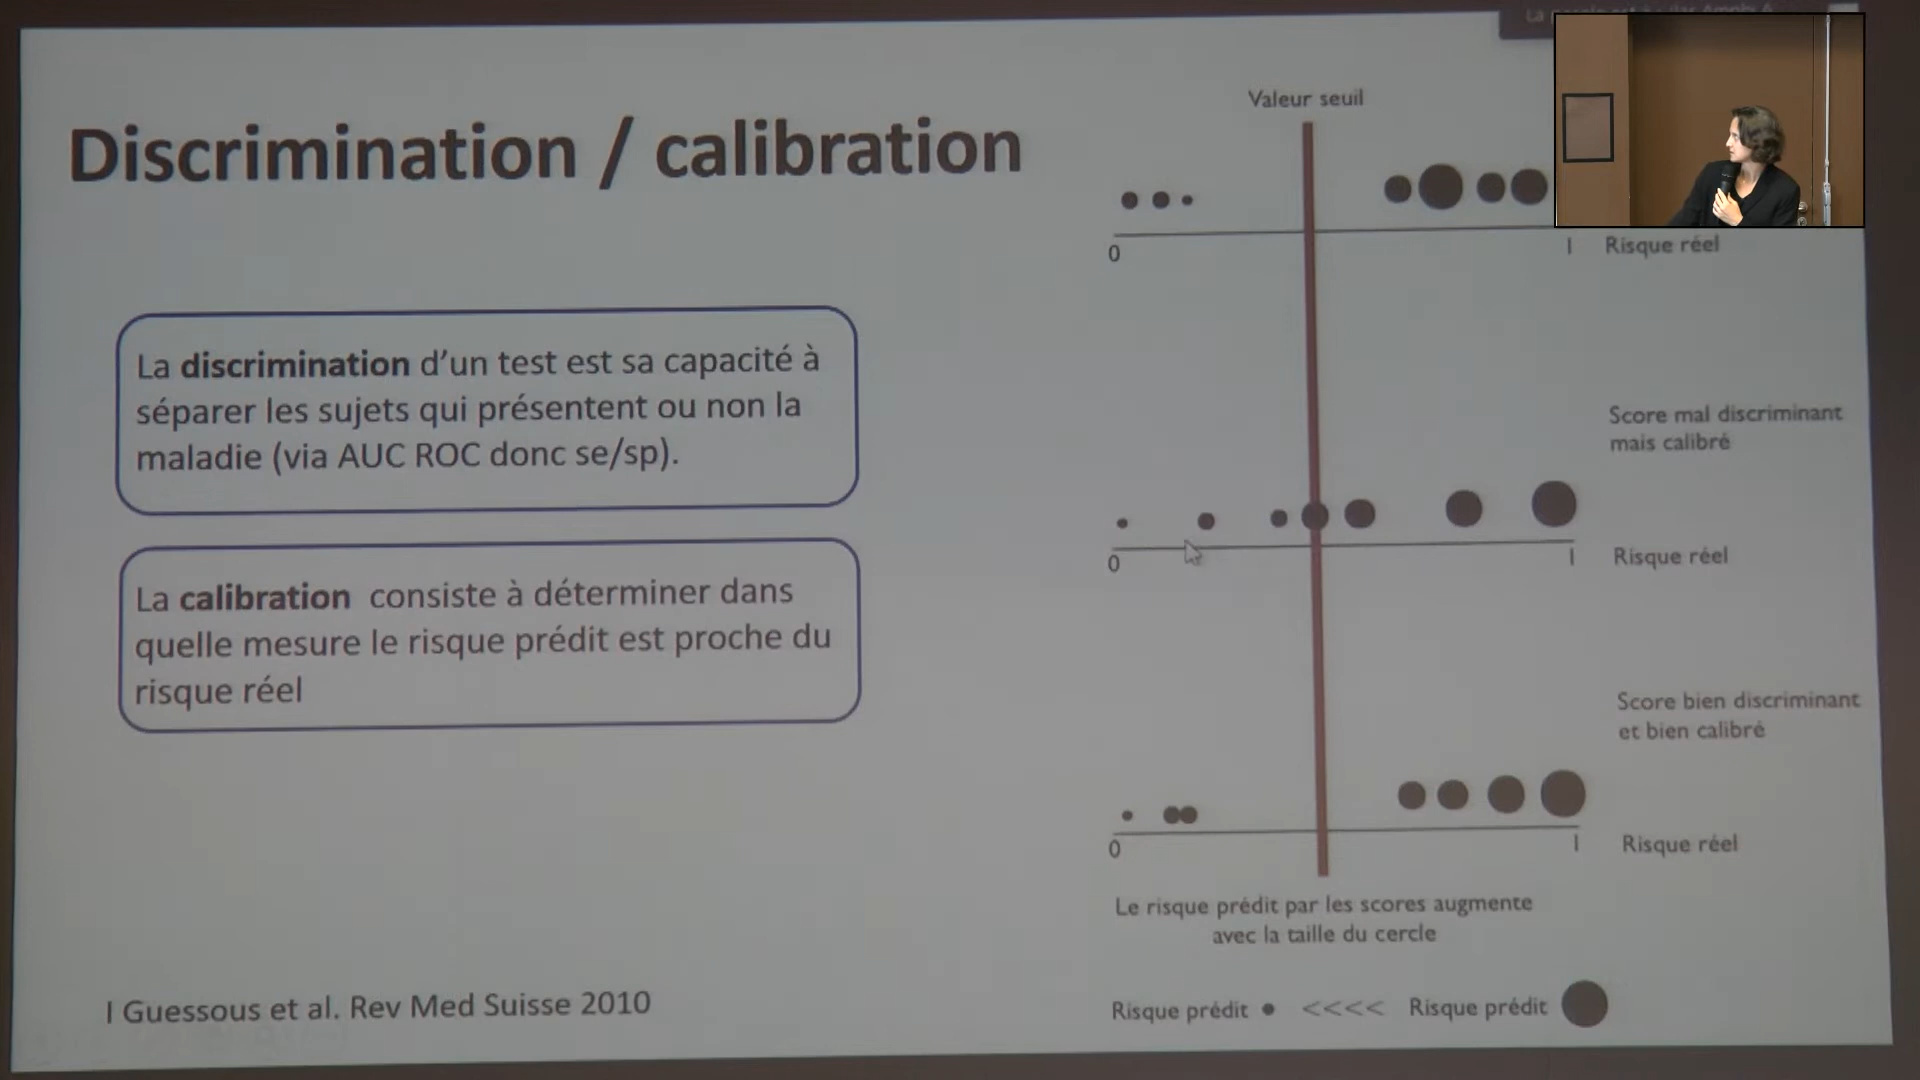 Discrimination / calibration
La discrimination d'un test est sa capacité à
séparer les sujets qui présentent ou non la
maladie (via AUC ROC donc se/sp).
La calibration consiste à déterminer dans
quelle mesure le risque prédit est proche du
risque réel
I Guessous et al. Rev Med Suisse 2010
Valeur seuil
0
1
Risque réel
Score mal discriminant
mais calibré
0
1
Risque réel
Score bien discriminant
et bien calibré
0
1
Risque réel
Le risque prédit par les scores augmente
avec la taille du cercle
Risque prédit <<<< Risque prédit